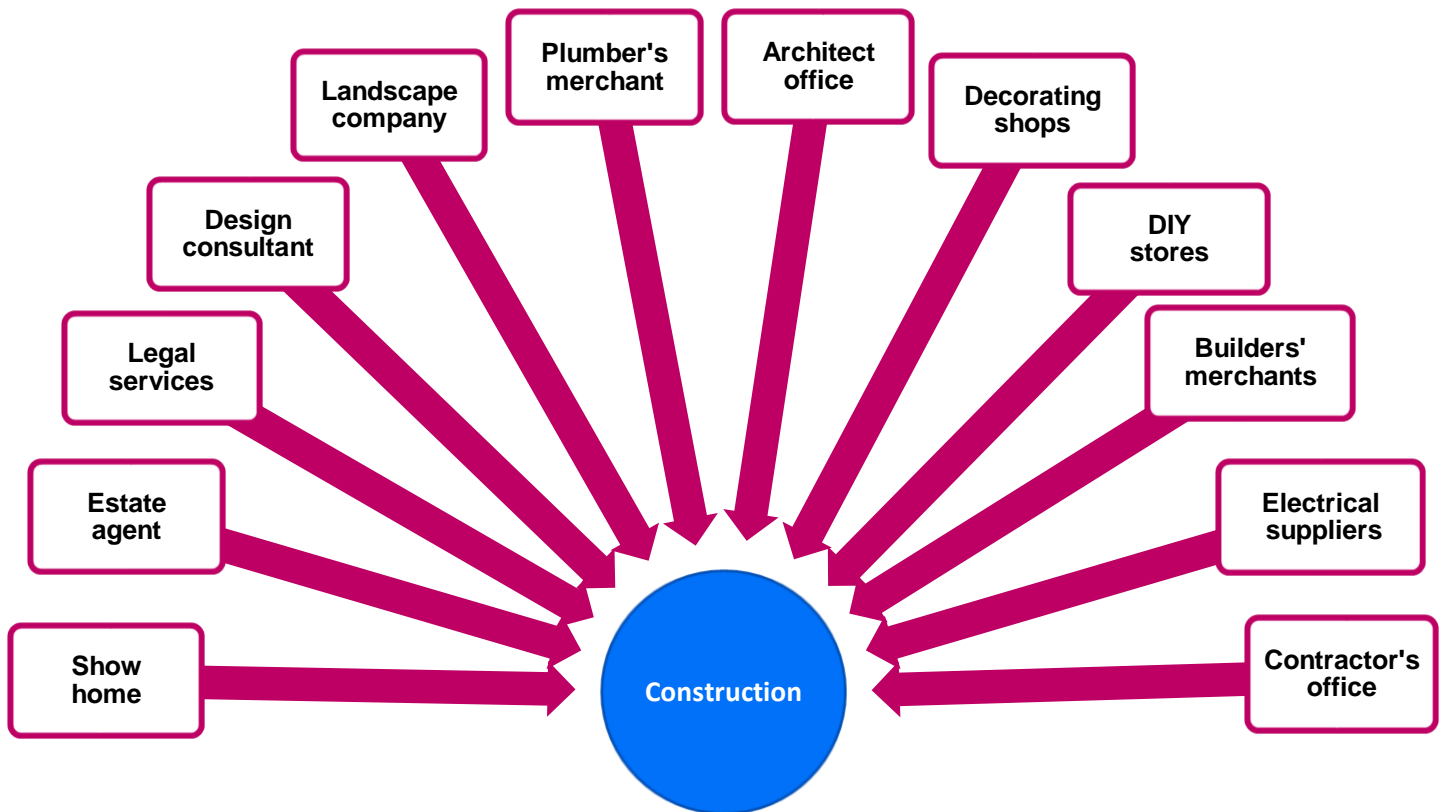 Plumber's
merchant
Architect
office
Landscape
company
Decorating
shops
Design
consultant
DIY
stores
Legal
services
Builders'
merchants
Estate
agent
Electrical
suppliers
Show
home
Construction
Contractor's
office